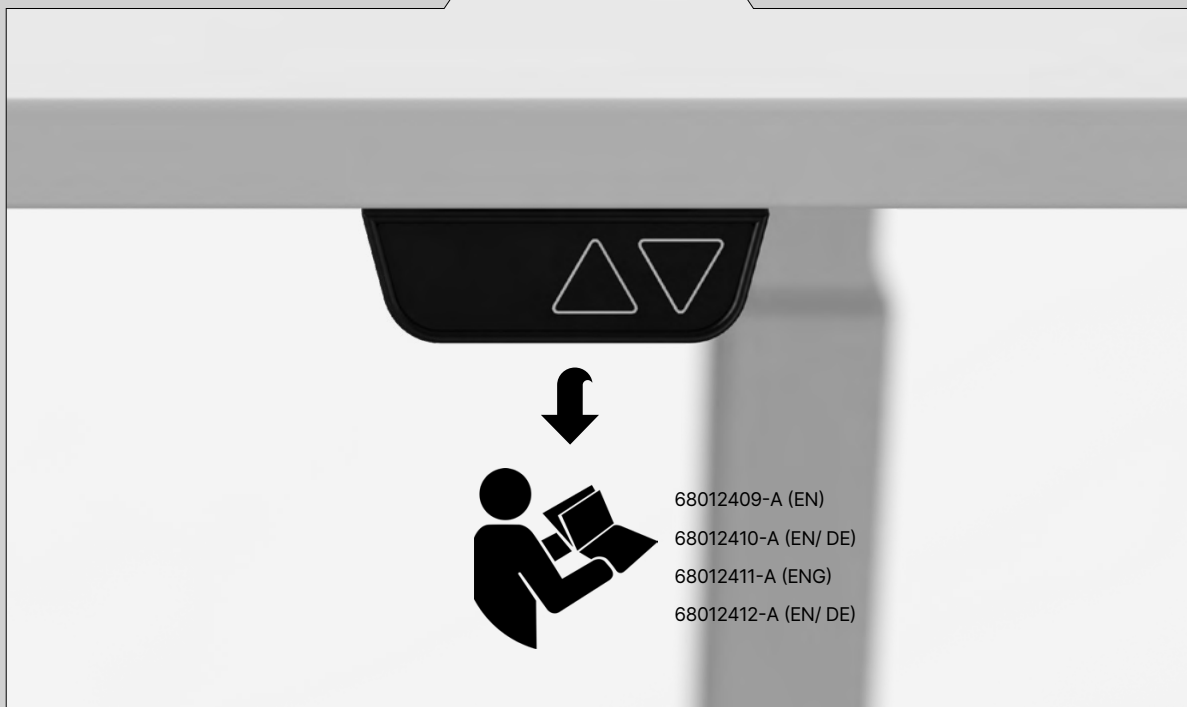 68012409-A (EN)
68012410-A (EN/ DE)
68012411-A (ENG)
68012412-A (EN/ DE)